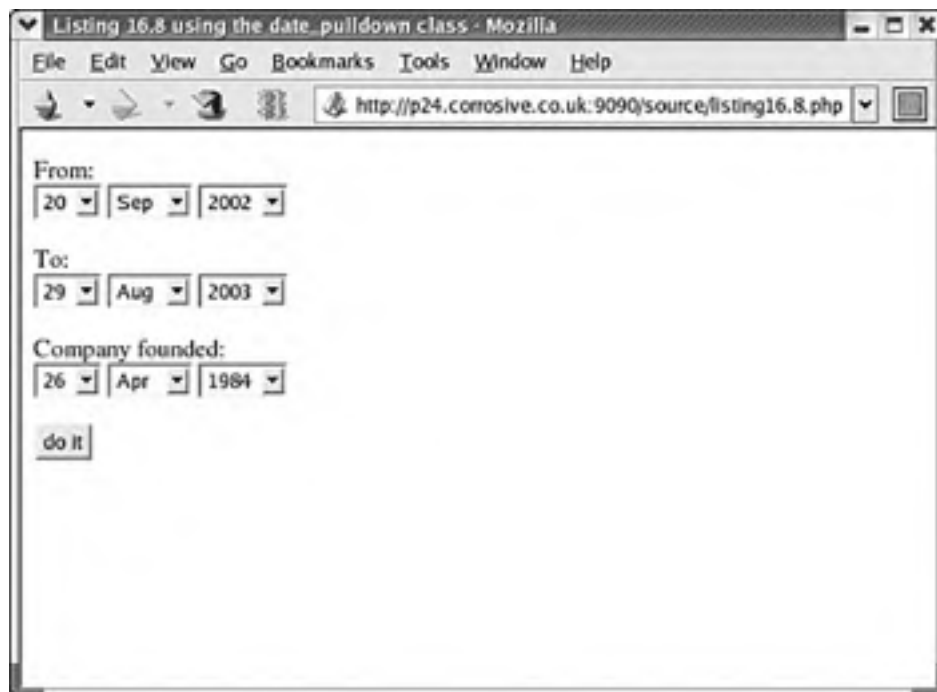 Listing 16.8 using the date_pulldown class - Mozilla
File Edit View Go Bookmarks Tools Window Help
http://p24.corrosive.co.uk:9090/source/listing16.8.php
From:
20 Sep 2002
To:
29 Aug 2003
Company founded:
26 Apr 1984
do it